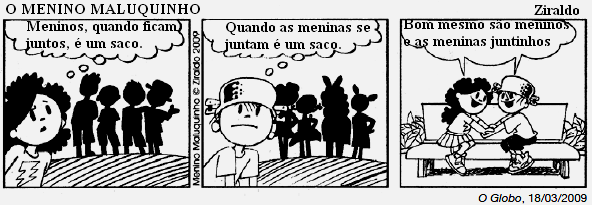 O MENINO MALUQUINHO
Ziraldo
Meninos, quando ficam
juntos, é um saco.
Menino Maluquinho © Ziraldo 2009
Quando as meninas se
juntam é um saco.
Bom mesmo são meninos
e as meninas juntinhos
O Globo, 18/03/2009